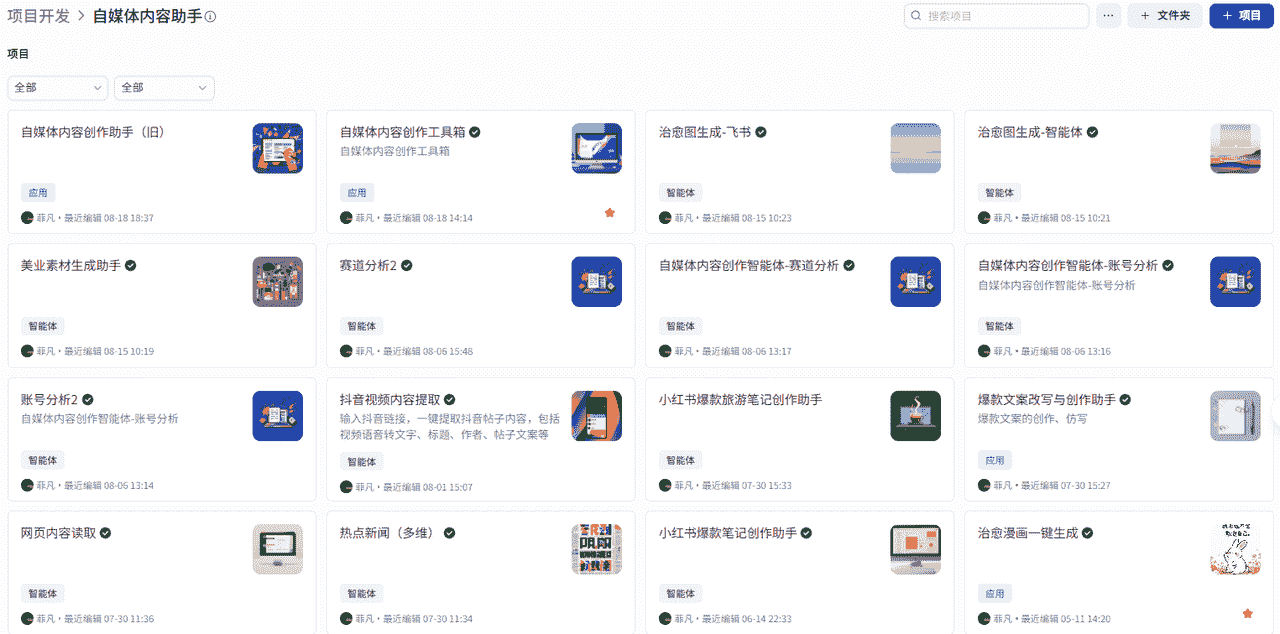 项目开发 > 自媒体内容助手
搜索项目
...
+ 文件夹
+ 项目
项目
全部
全部
自媒体内容创作助手（旧）
应用
菲凡 • 最近编辑 08-18 18:37
自媒体内容创作工具箱
自媒体内容创作工具箱
应用
菲凡 • 最近编辑 08-18 14:14
治愈图生成-飞书
智能体
菲凡 • 最近编辑 08-15 10:23
治愈图生成-智能体
智能体
菲凡 • 最近编辑 08-15 10:21
美业素材生成助手
智能体
菲凡 • 最近编辑 08-15 10:19
赛道分析2
智能体
菲凡 • 最近编辑 08-06 15:48
自媒体内容创作智能体-赛道分析
智能体
菲凡 • 最近编辑 08-06 13:17
自媒体内容创作智能体-账号分析
自媒体内容创作智能体-账号分析
智能体
菲凡 • 最近编辑 08-06 13:16
账号分析2
自媒体内容创作智能体-账号分析
智能体
菲凡 • 最近编辑 08-06 13:14
抖音视频内容提取
输入抖音链接，一键提取抖音帖子内容，包括
视频语音转文字、标题、作者、帖子文案等
智能体
菲凡 • 最近编辑 08-01 15:07
小红书爆款旅游笔记创作助手
智能体
菲凡 • 最近编辑 07-30 15:33
爆款文案改写与创作助手
爆款文案的创作、仿写
应用
菲凡 • 最近编辑 07-30 15:27
网页内容读取
智能体
菲凡 • 最近编辑 07-30 11:36
热点新闻（多维）
智能体
菲凡 • 最近编辑 07-30 11:34
小红书爆款笔记创作助手
智能体
菲凡 • 最近编辑 06-14 22:33
治愈漫画一键生成
应用
菲凡 • 最近编辑 05-11 14:20